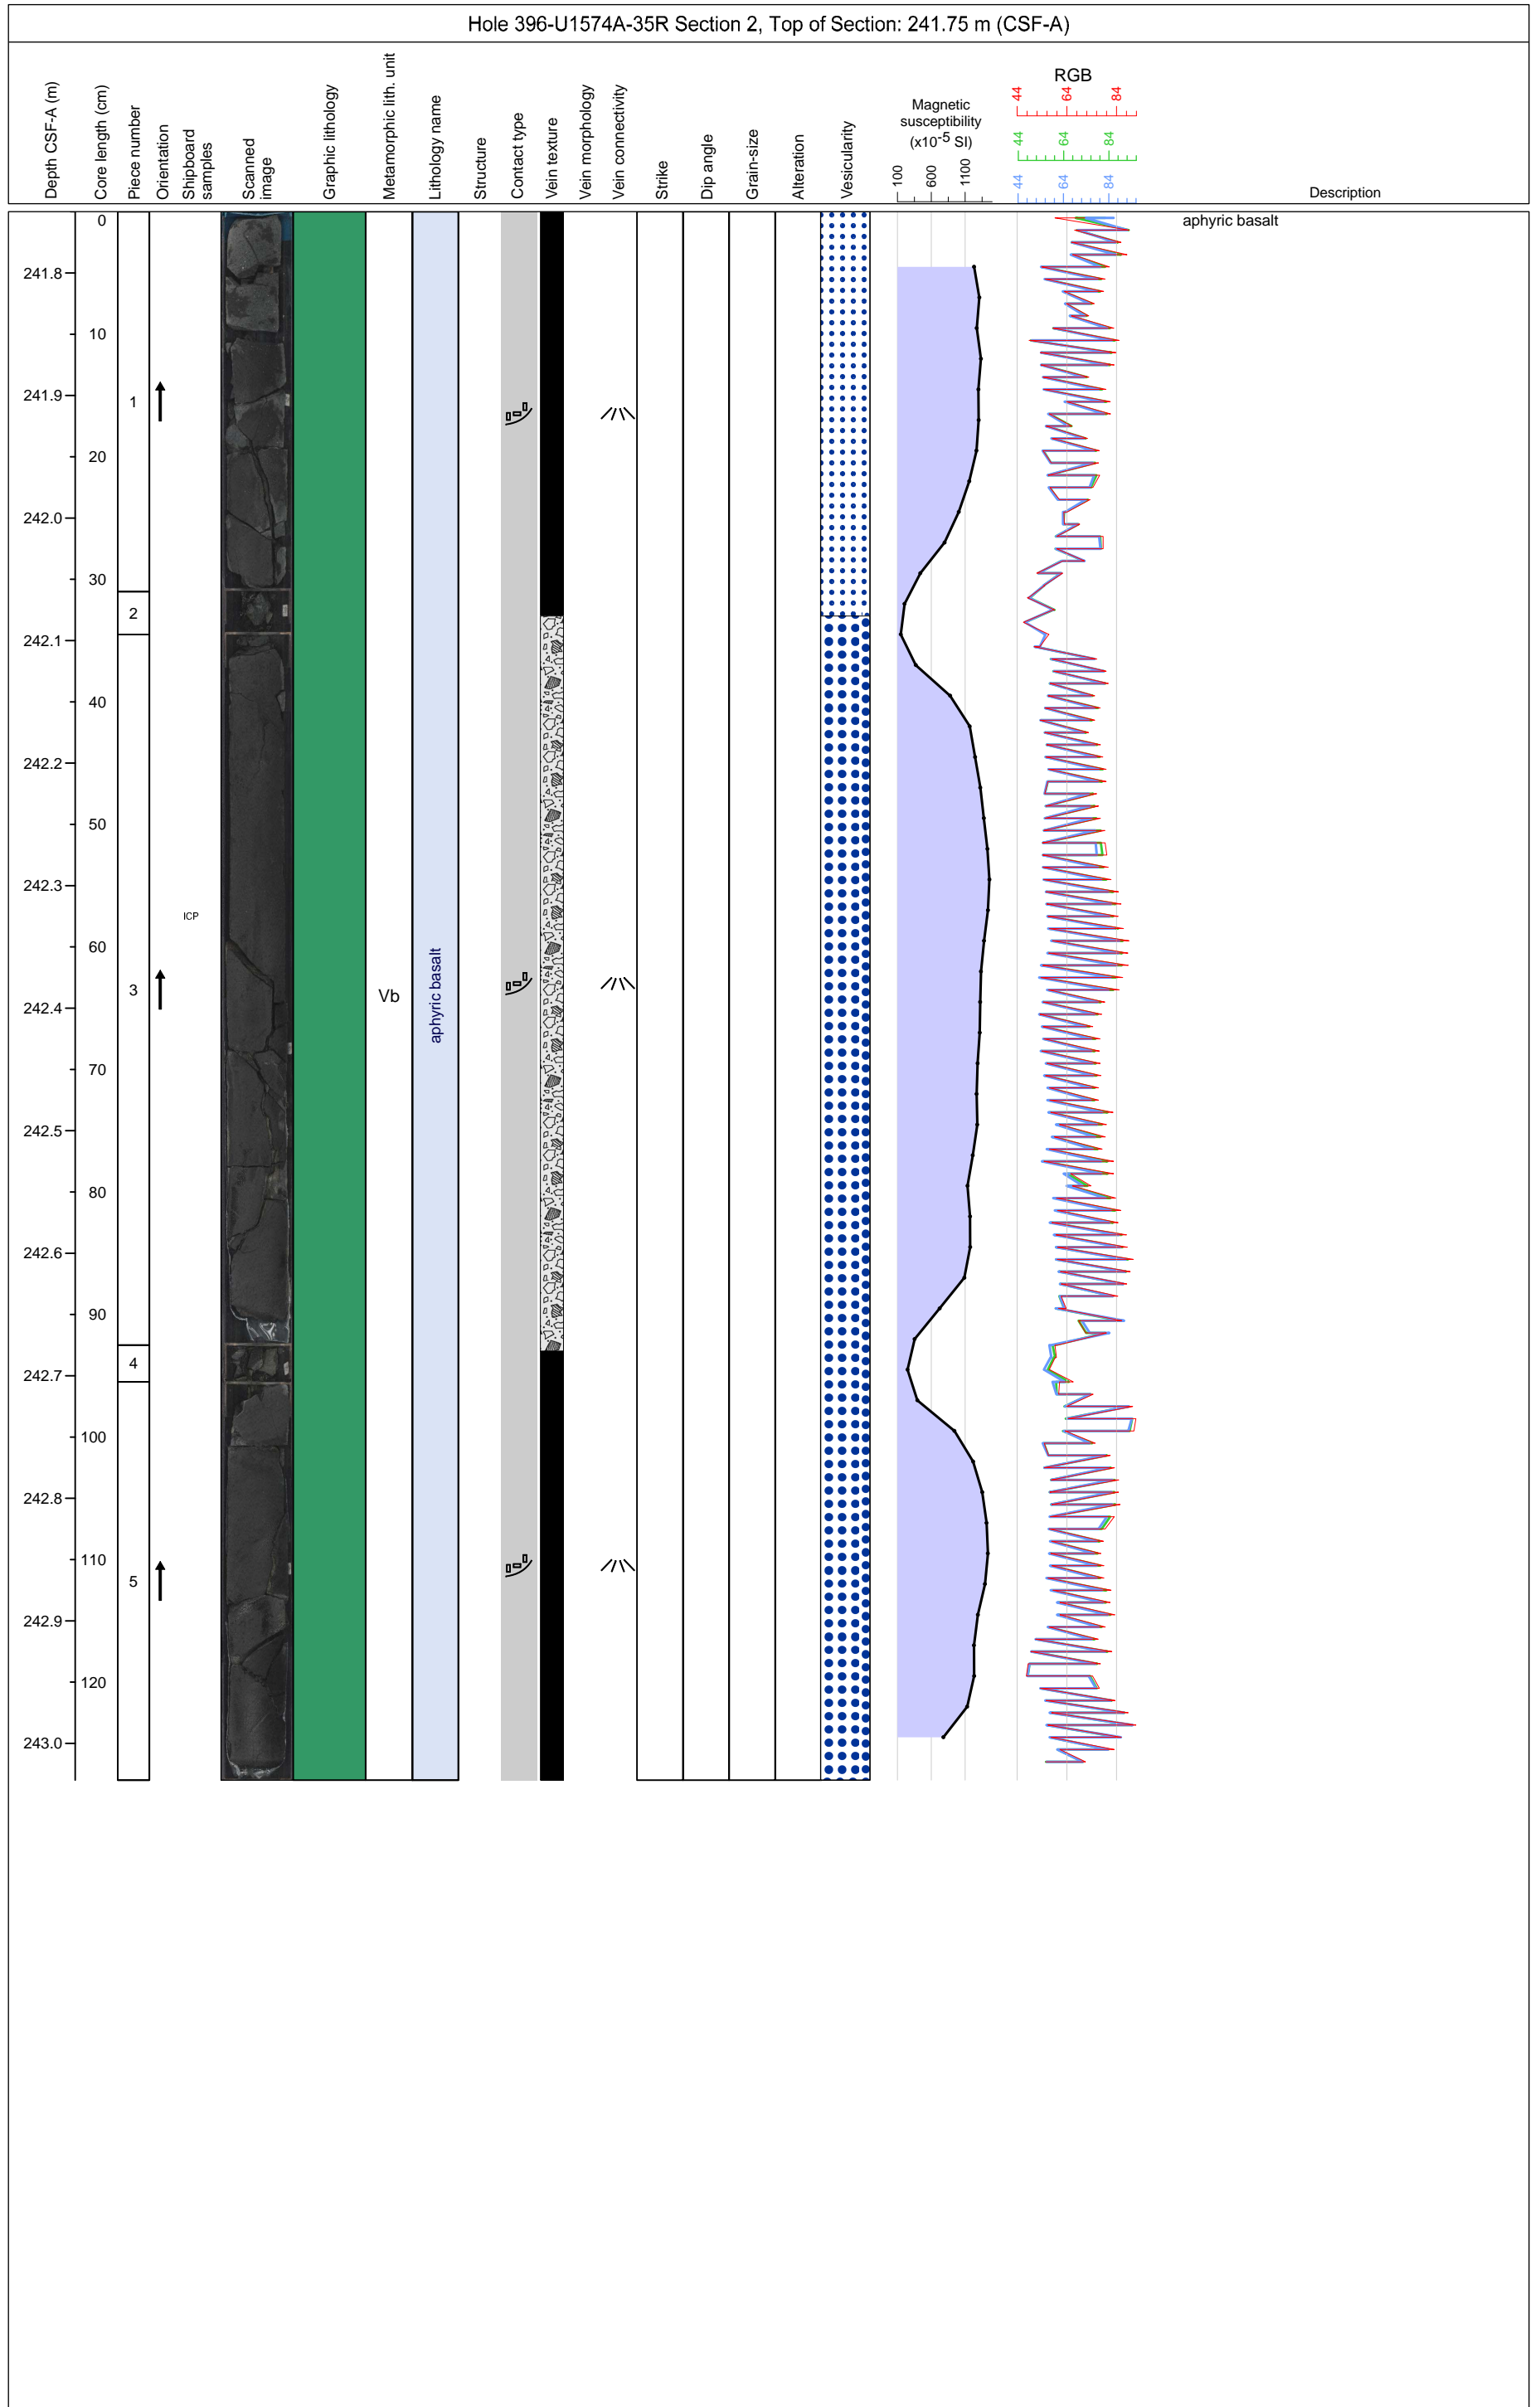 Hole 396-U1574A-35R Section 2, Top of Section: 241.75 m (CSF-A)
Depth CSF-A (m)
Core length (cm)
Piece number
Orientation
Shipboard
samples
Scanned
image
Graphic lithology
Metamorphic lith. unit
Lithology name
Structure
Contact type
Vein texture
Vein morphology
Vein connectivity
Strike
Dip angle
Grain-size
Alteration
Vesicularity
Magnetic
susceptibility
(x10-5 SI)
100 600 1100
RGB
44 64 84
44 64 84
44 64 84
Description
0
aphyric basalt
241.8
10
241.9
1
20
242.0
30
2
242.1
40
242.2
50
242.3
ICP
60
3
Vb
aphyric basalt
242.4
70
242.5
80
242.6
90
4
242.7
100
242.8
110
5
242.9
120
243.0